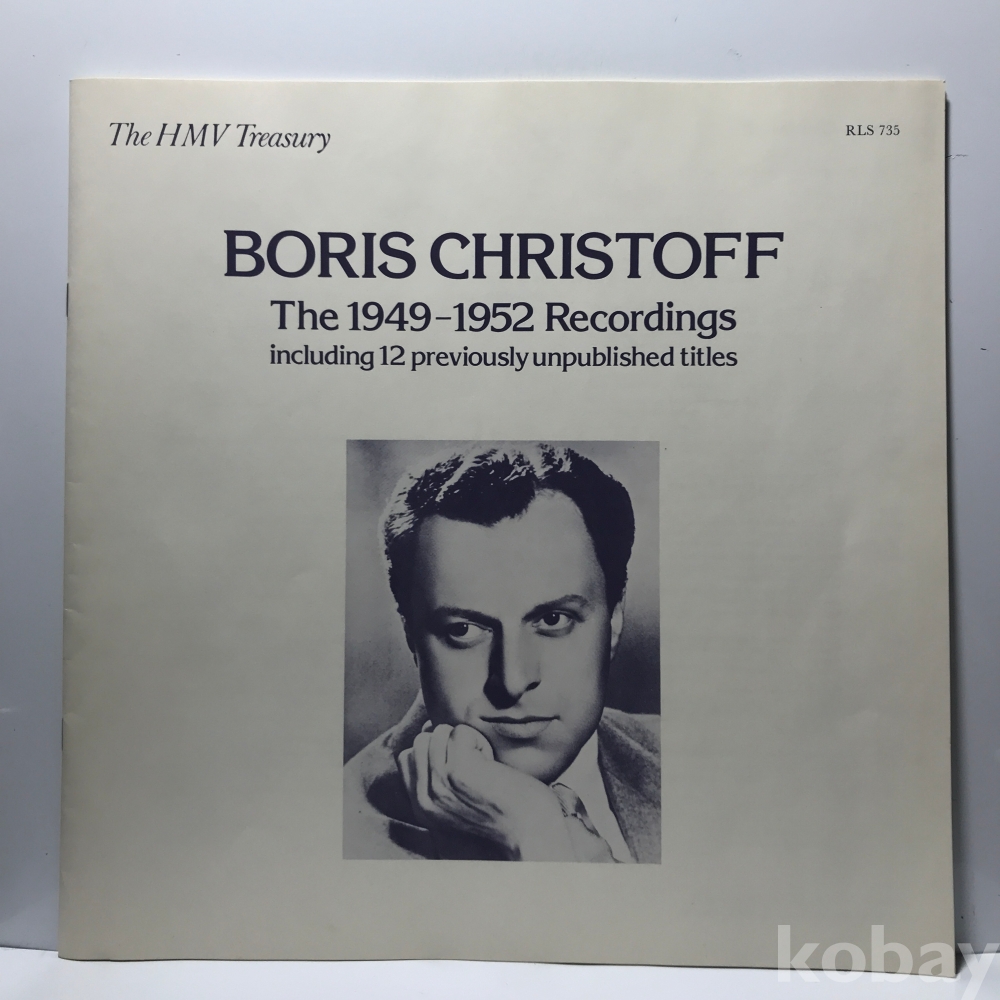 The HMV Treasury
RLS 735
BORIS CHRISTOFF
The 1949–1952 Recordings
including 12 previously unpublished titles
kobay